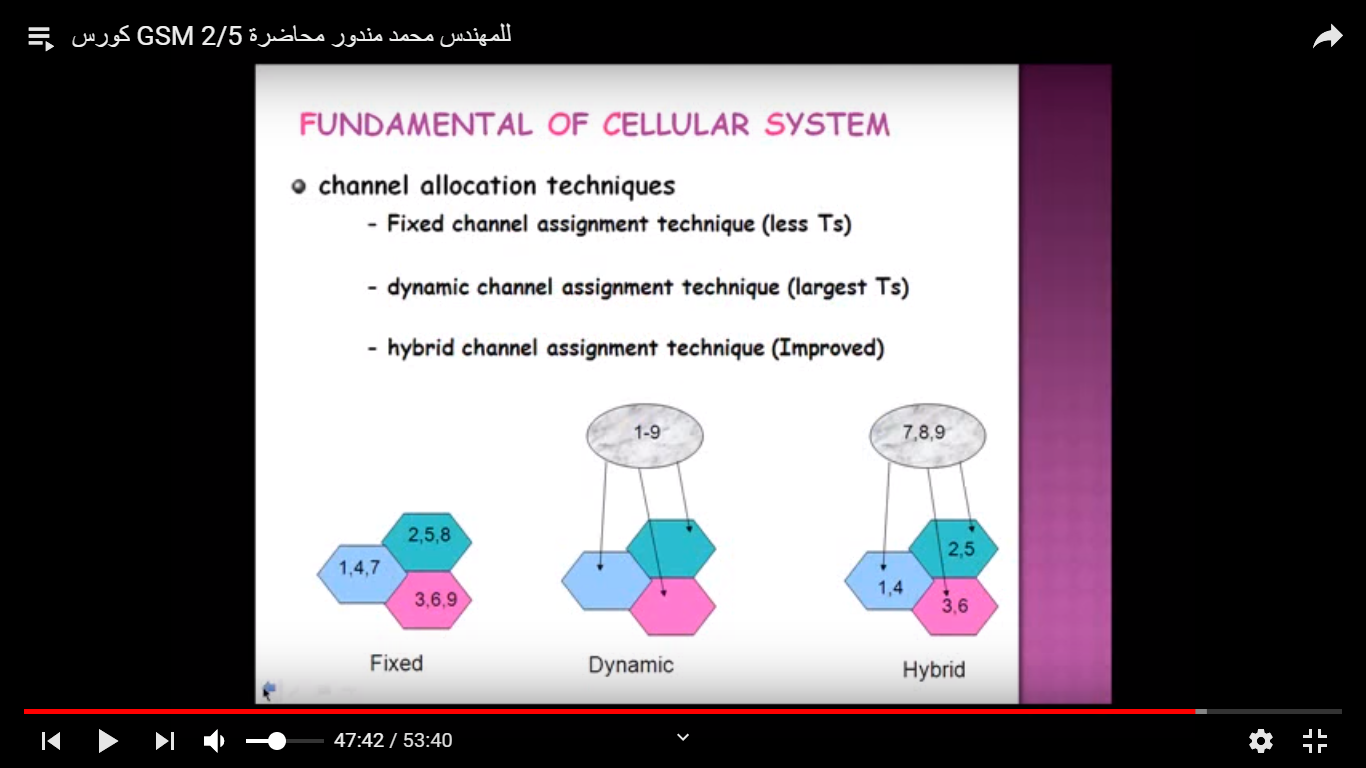 كورس GSM 2/5 للمهندس محمد مندور محاضرة
FUNDAMENTAL OF CELLULAR SYSTEM
channel allocation techniques
- Fixed channel assignment technique (less Ts)
- dynamic channel assignment technique (largest Ts)
- hybrid channel assignment technique (Improved)
1-9
7,8,9
2,5,8
1,4,7
3,6,9
2,5
1,4
3,6
Fixed
Dynamic
Hybrid
47:42 / 53:40